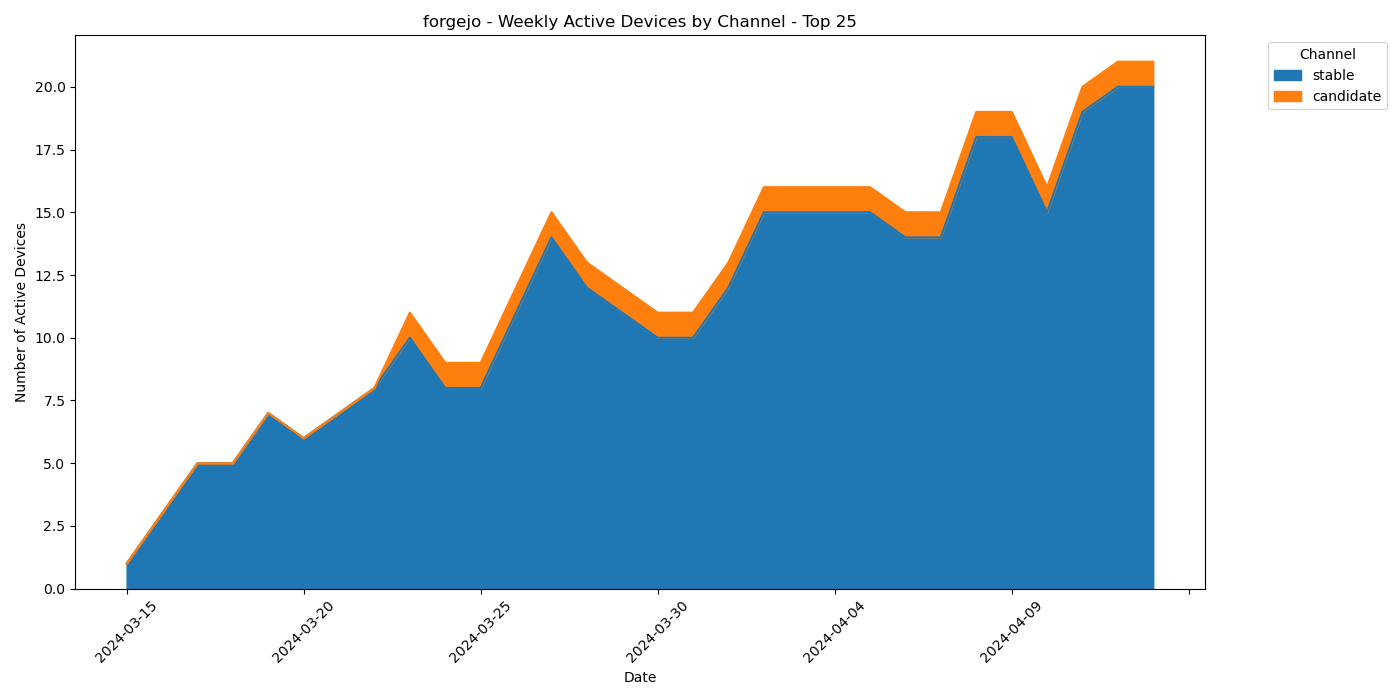 forgejo - Weekly Active Devices by Channel - Top 25
Channel
stable
candidate
Number of Active Devices
20.0
17.5
15.0
12.5
10.0
7.5
5.0
2.5
0.0
2024-03-15
2024-03-20
2024-03-25
2024-03-30
2024-04-04
2024-04-09
Date